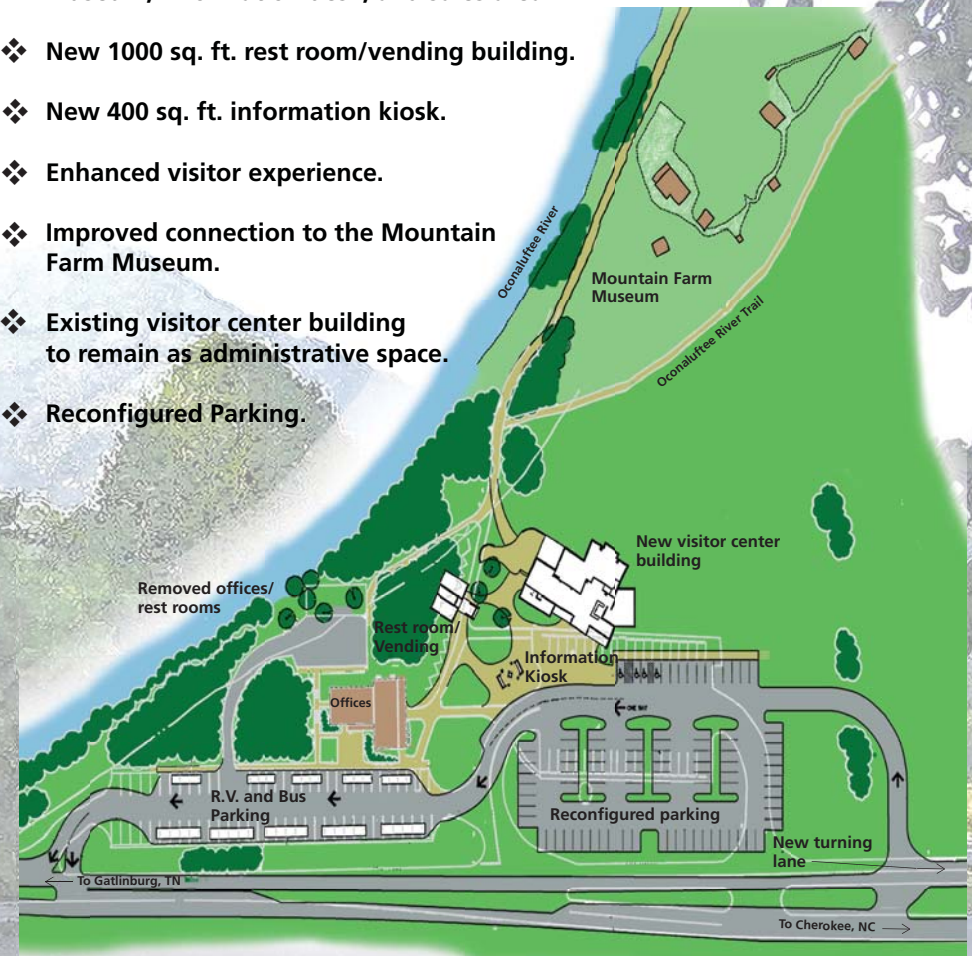 ❖ New 1000 sq. ft. rest room/vending building.
❖ New 400 sq. ft. information kiosk.
❖ Enhanced visitor experience.
❖ Improved connection to the Mountain
Farm Museum.
❖ Existing visitor center building
to remain as administrative space.
❖ Reconfigured Parking.
Oconaluftee River
Mountain Farm
Museum
Oconaluftee River Trail
New visitor center
building
Removed offices/
rest rooms
Rest room/
Vending
Information
Kiosk
Offices
ONE WAY
R.V. and Bus
Parking
Reconfigured parking
New turning
lane
To Gatlinburg, TN
To Cherokee, NC